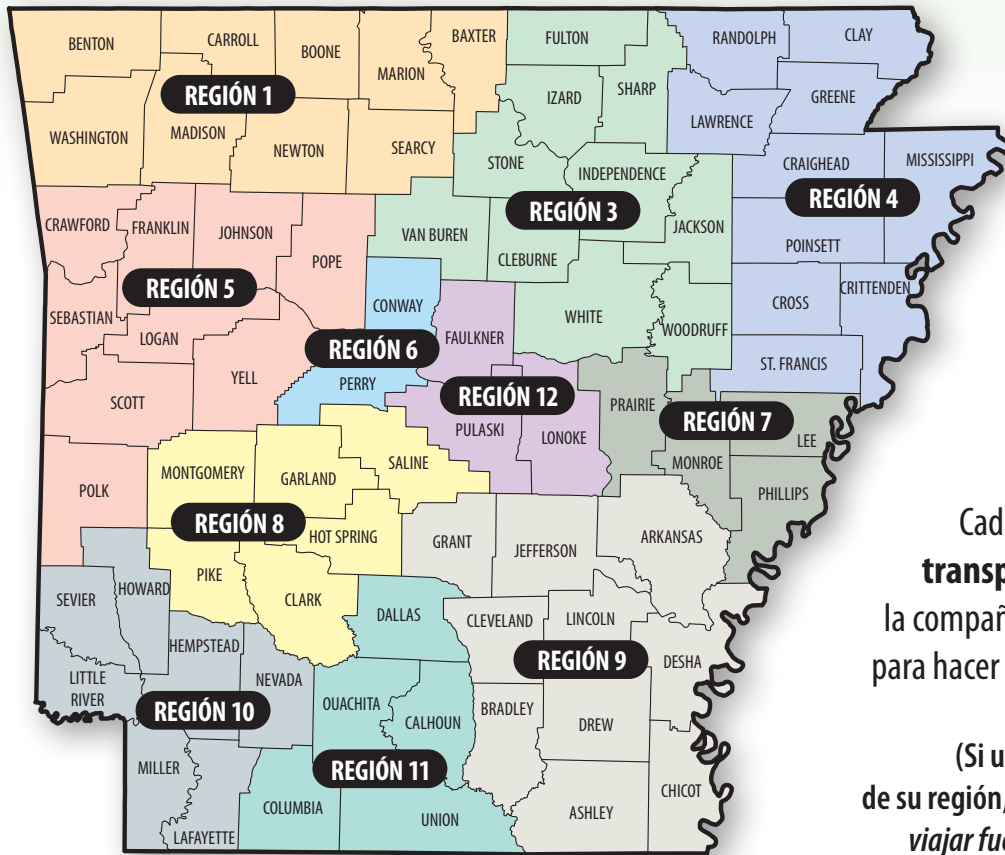 BENTON
CARROLL
BOONE
MARION
BAXTER
FULTON
RANDOLPH
CLAY
IZARD
SHARP
GREENE
LAWRENCE
REGIÓN 1
WASHINGTON
MADISON
NEWTON
SEARCY
STONE
INDEPENDENCE
CRAIGHEAD
MISSISSIPPI
REGIÓN 3
REGIÓN 4
JACKSON
CRAWFORD
FRANKLIN
JOHNSON
POPE
VAN BUREN
CLEBURNE
POINSETT
REGIÓN 5
CONWAY
CROSS
CRITTENDEN
SEBASTIAN
LOGAN
FAULKNER
WHITE
WOODRUFF
REGIÓN 6
ST. FRANCIS
YELL
PERRY
REGIÓN 12
PRAIRIE
SCOTT
PULASKI
LONOKE
REGIÓN 7
LEE
MONROE
PHILLIPS
POLK
MONTGOMERY
GARLAND
SALINE
REGIÓN 8
HOT SPRING
GRANT
JEFFERSON
ARKANSAS
PIKE
CLARK
SEVIER
HOWARD
DALLAS
CLEVELAND
LINCOLN
HEMPSTEAD
NEVADA
REGIÓN 9
DESHA
LITTLE
RIVER
REGIÓN 10
OUACHITA
CALHOUN
BRADLEY
DREW
MILLER
REGIÓN 11
COLUMBIA
UNION
LAFAYETTE
ASHLEY
CHICOT
Cad
transp
la compañ
para hacer
(Si u
de su región,
viajar fue